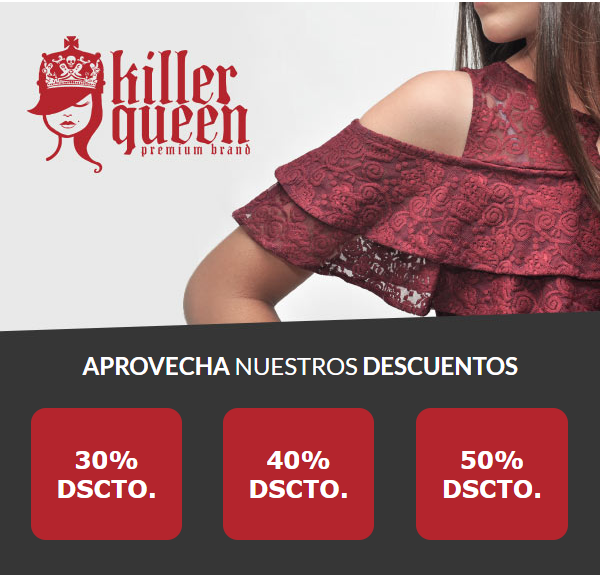 killer
queen
premium brand
APROVECHA NUESTROS DESCUENTOS
30%
DSCTO.
40%
DSCTO.
50%
DSCTO.